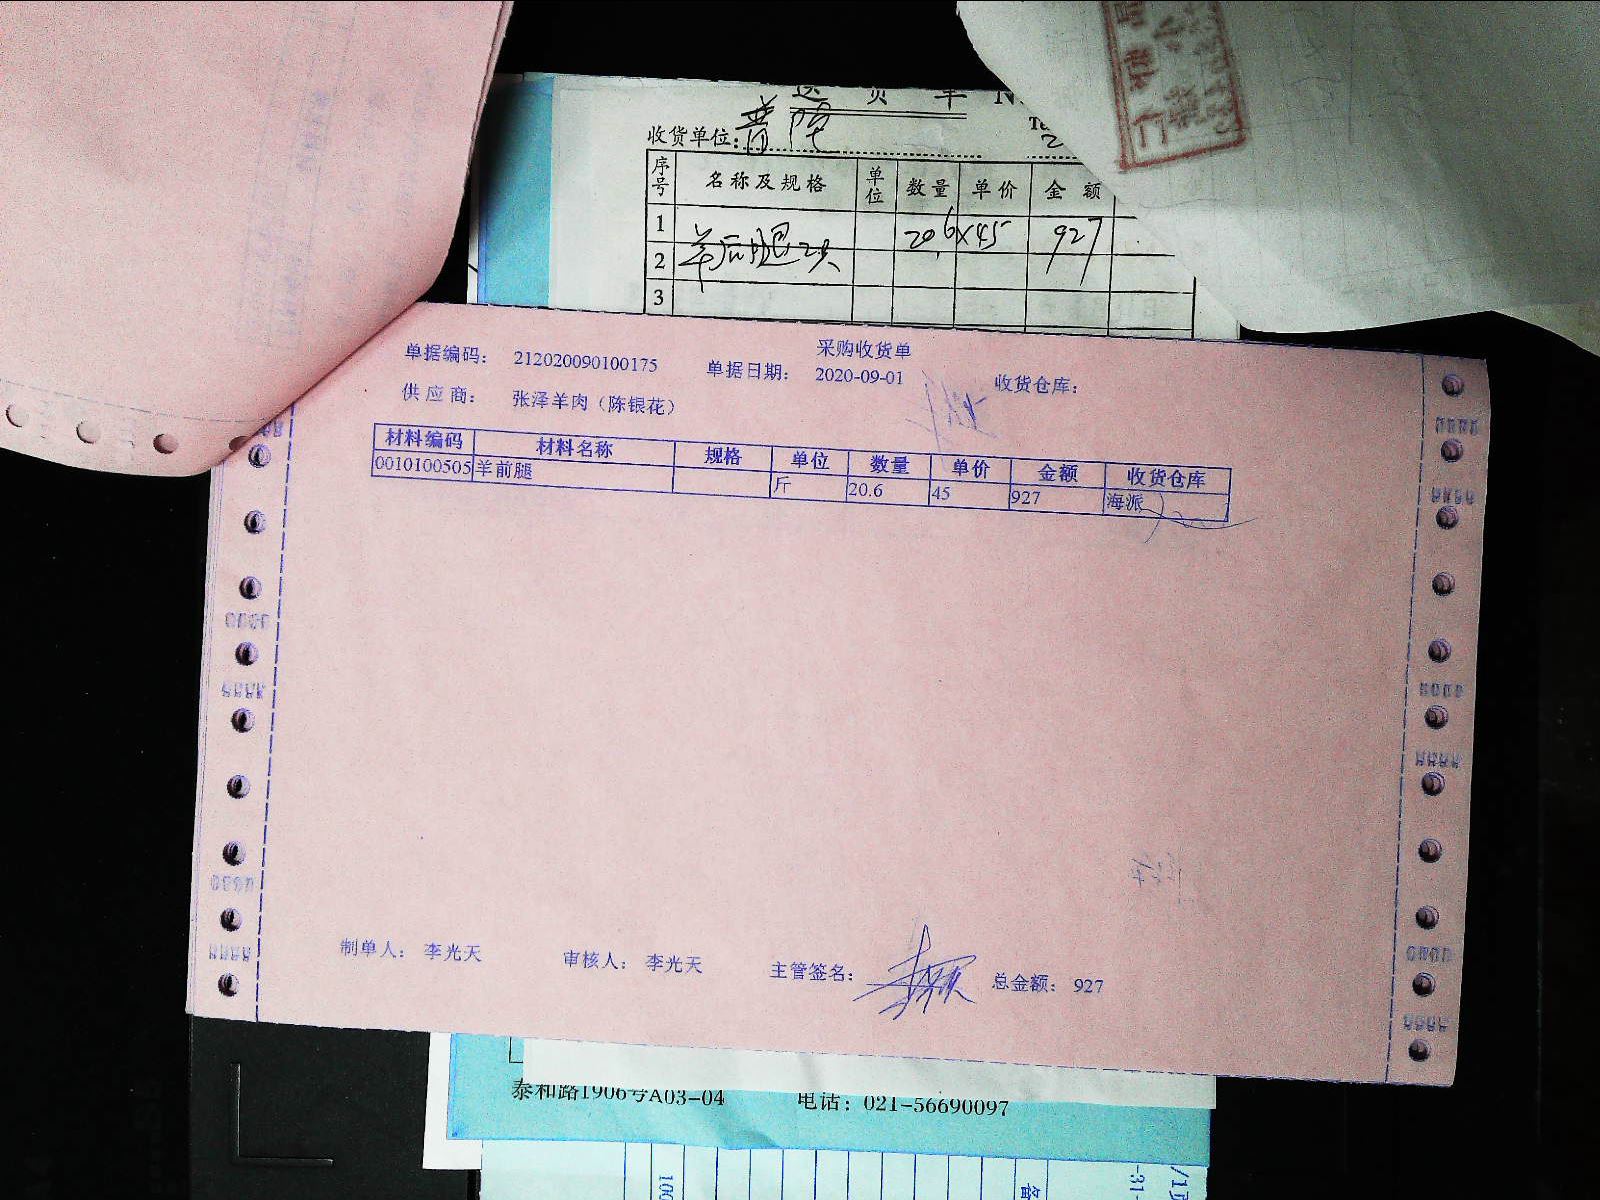 收货单位: 普陀
序号 名称及规格 单位 数量 单价 金额
1 羊后腿2只 20.6×45 927
2
3
采购收货单
单据编码: 212020090100175 单据日期: 2020-09-01 收货仓库:
供应商: 张泽羊肉（陈银花）
材料编码 材料名称 规格 单位 数量 单价 金额 收货仓库
0010100505 羊前腿 斤 20.6 45 927 海派
制单人: 李光天 审核人: 李光天 主管签名: 总金额: 927
泰和路1906号A03-04 电话: 021-56690097